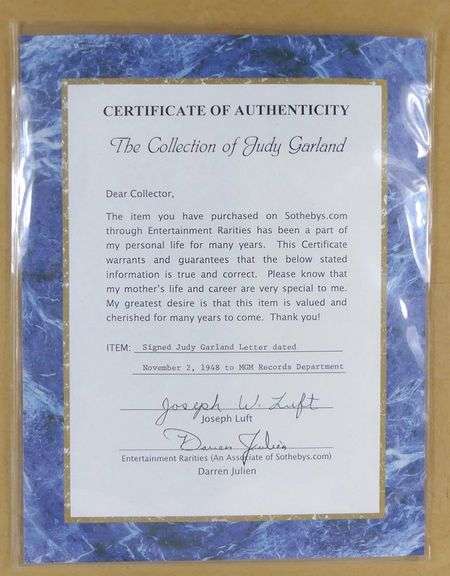 CERTIFICATE OF AUTHENTICITY
The Collection of Judy Garland
Dear Collector,
The item you have purchased on Sothebys.com
through Entertainment Rarities has been a part of
my personal life for many years. This Certificate
warrants and guarantees that the below stated
information is true and correct. Please know that
my mother's life and career are very special to me.
My greatest desire is that this item is valued and
cherished for many years to come. Thank you!
ITEM: Signed Judy Garland Letter dated
November 2, 1948 to MGM Records Department
Joseph W. Luft
Joseph Luft
Darren Julien
Entertainment Rarities (An Associate of Sothebys.com)
Darren Julien